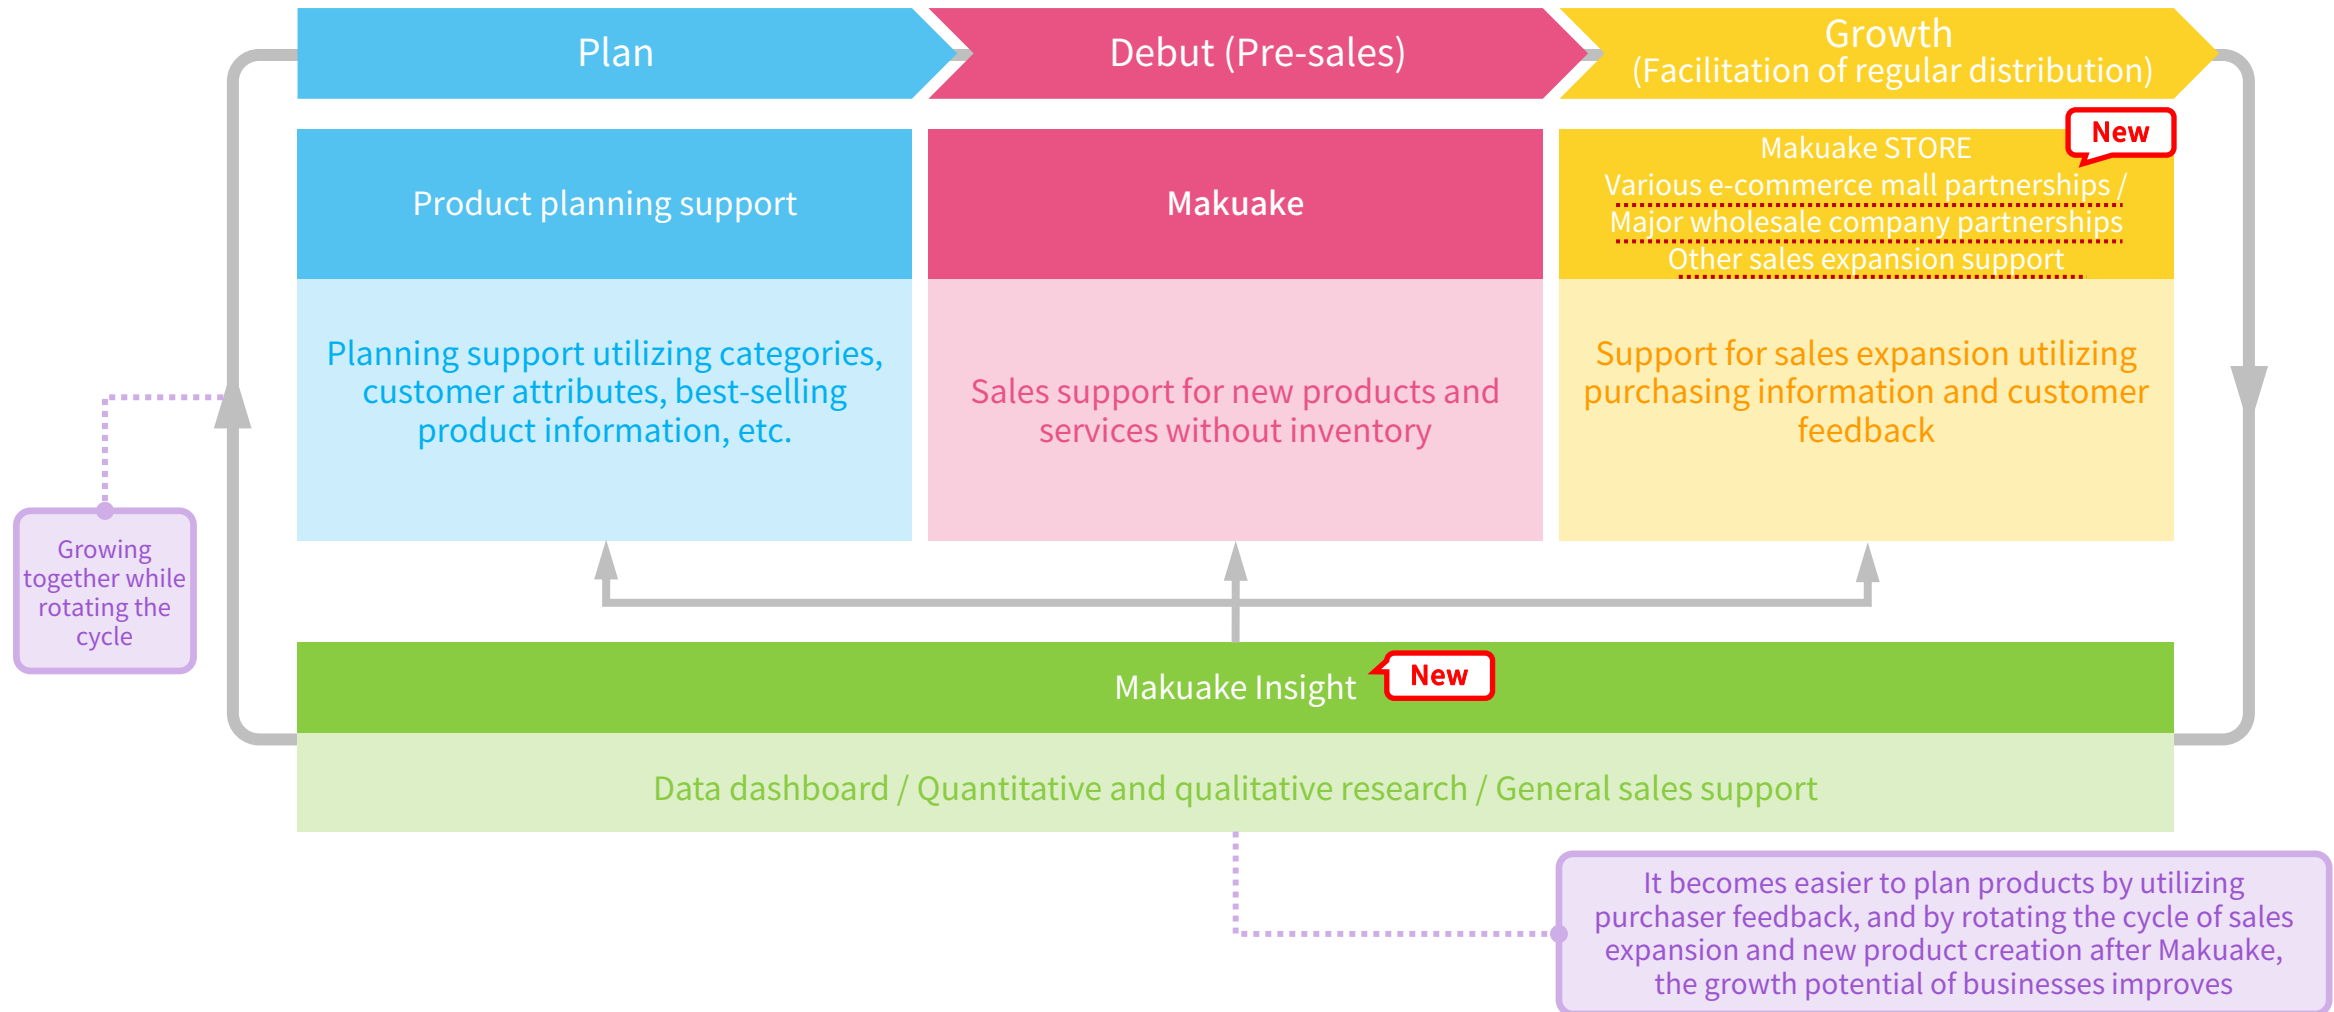 Plan
Debut (Pre-sales)
Growth
(Facilitation of regular distribution)
Product planning support
Makuake
New
Makuake STORE
Various e-commerce mall partnerships /
Major wholesale company partnerships
Other sales expansion support
Planning support utilizing categories,
customer attributes, best-selling
product information, etc.
Sales support for new products and
services without inventory
Support for sales expansion utilizing
purchasing information and customer
feedback
Growing
together while
rotating the
cycle
Makuake Insight
New
Data dashboard / Quantitative and qualitative research / General sales support
It becomes easier to plan products by utilizing
purchaser feedback, and by rotating the cycle of sales
expansion and new product creation after Makuake,
the growth potential of businesses improves